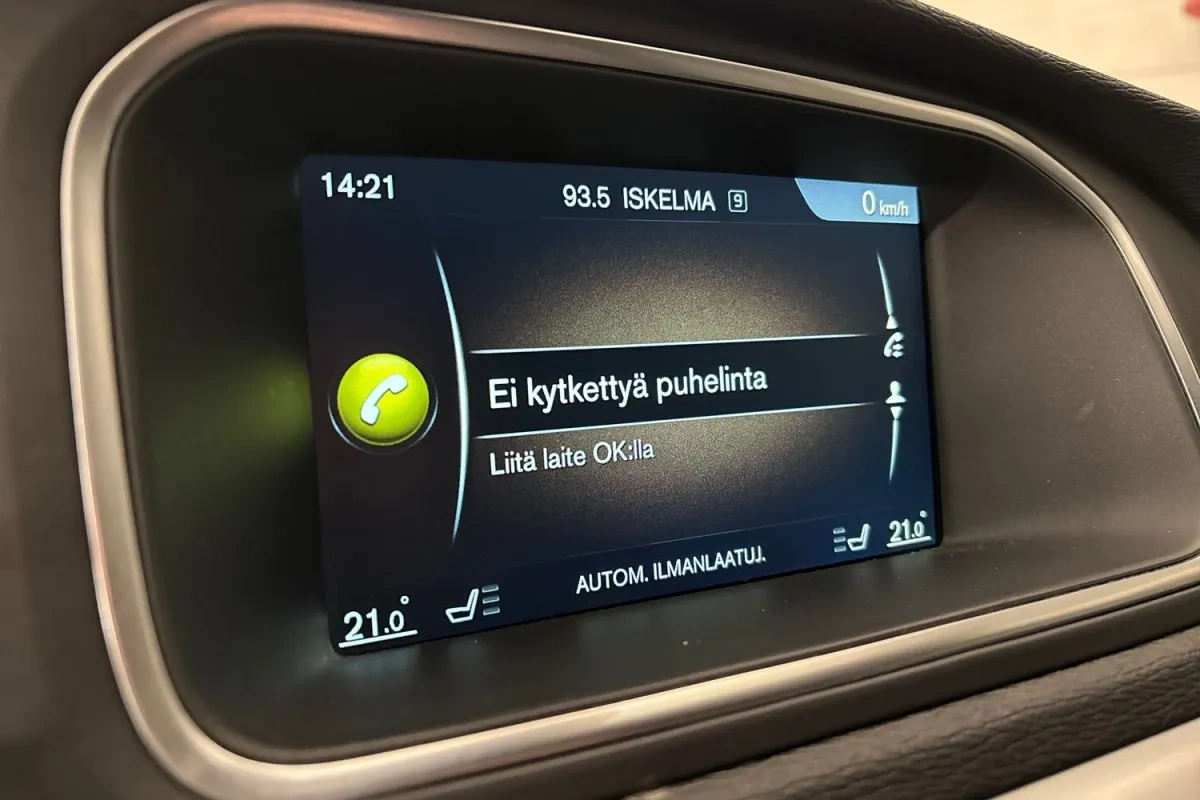 14:21
93.5 ISKELMA 9
0 km/h
Ei kytkettyä puhelinta
Liitä laite OK:lla
AUTOM. ILMANLAATUJ.
21.0°
21.0°